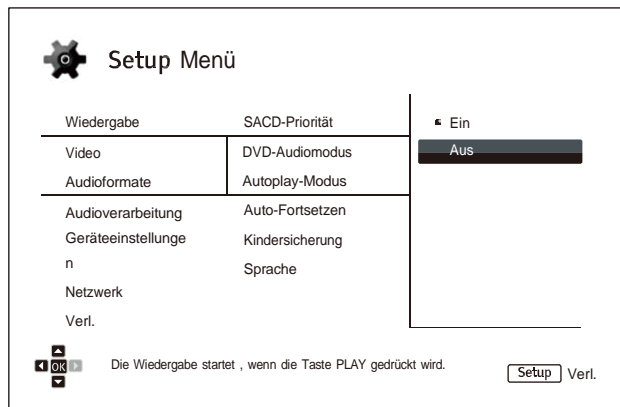 Setup Menü
Wiedergabe
Video
Audioformate
Audioverarbeitung
Geräteeinstellunge
n
Netzwerk
Verl.
SACD-Priorität
DVD-Audiomodus
Autoplay-Modus
Auto-Fortsetzen
Kindersicherung
Sprache
Ein
Aus
OK
Die Wiedergabe startet , wenn die Taste PLAY gedrückt wird.
Setup Verl.